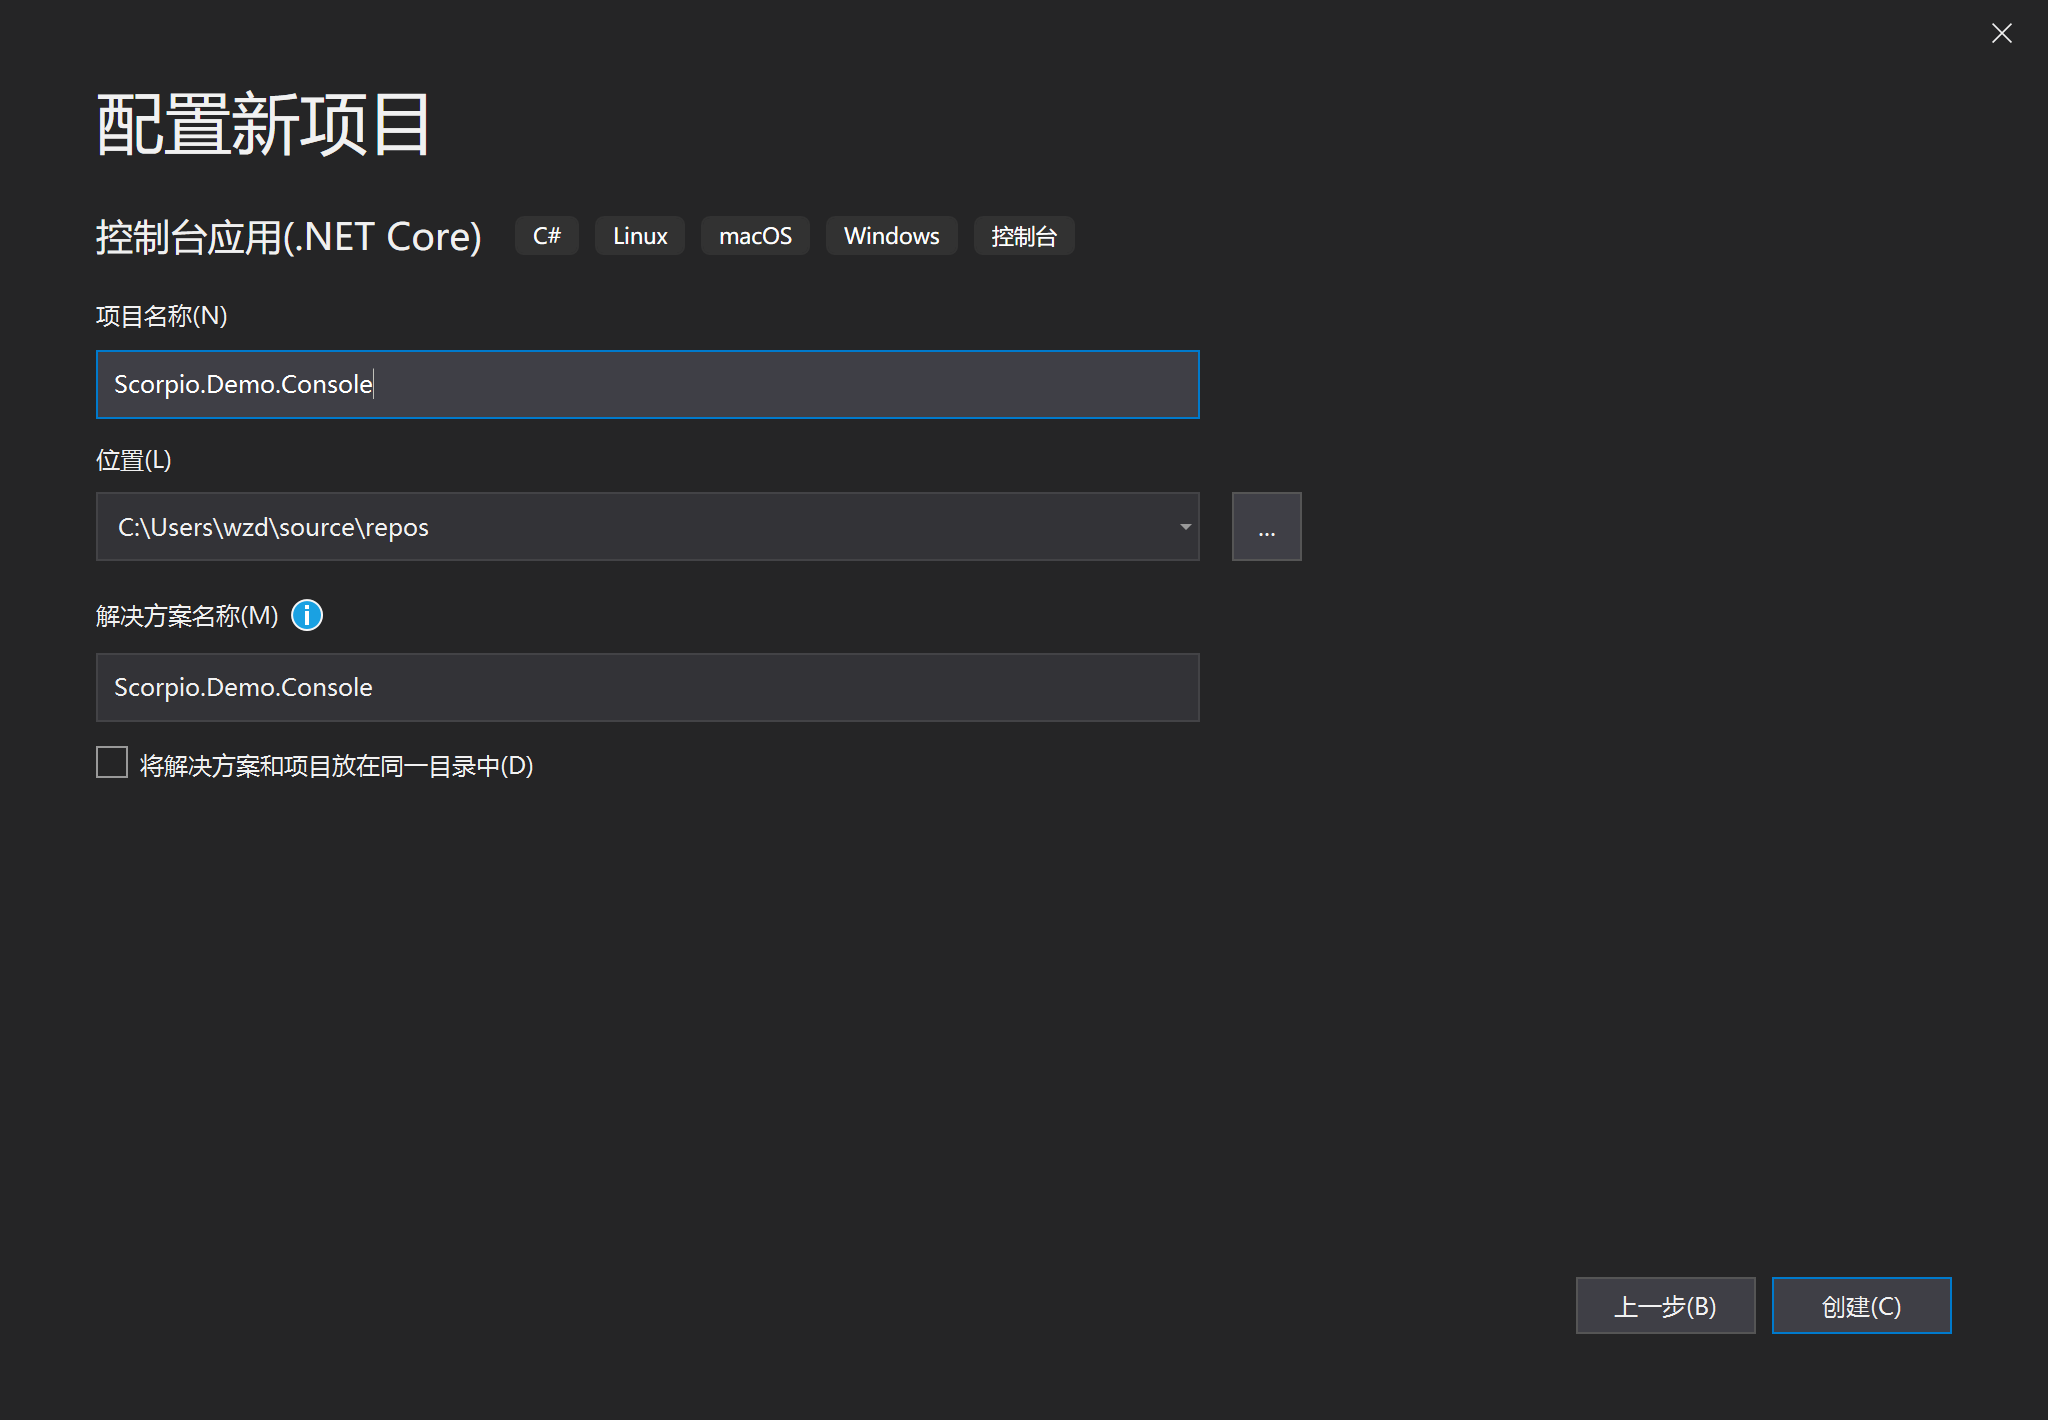 配置新项目
控制台应用(.NET Core) C# Linux macOS Windows 控制台
项目名称(N)
Scorpio.Demo.Console
位置(L)
C:\Users\wzd\source\repos
...
解决方案名称(M)
Scorpio.Demo.Console
将解决方案和项目放在同一目录中(D)
上一步(B) 创建(C)